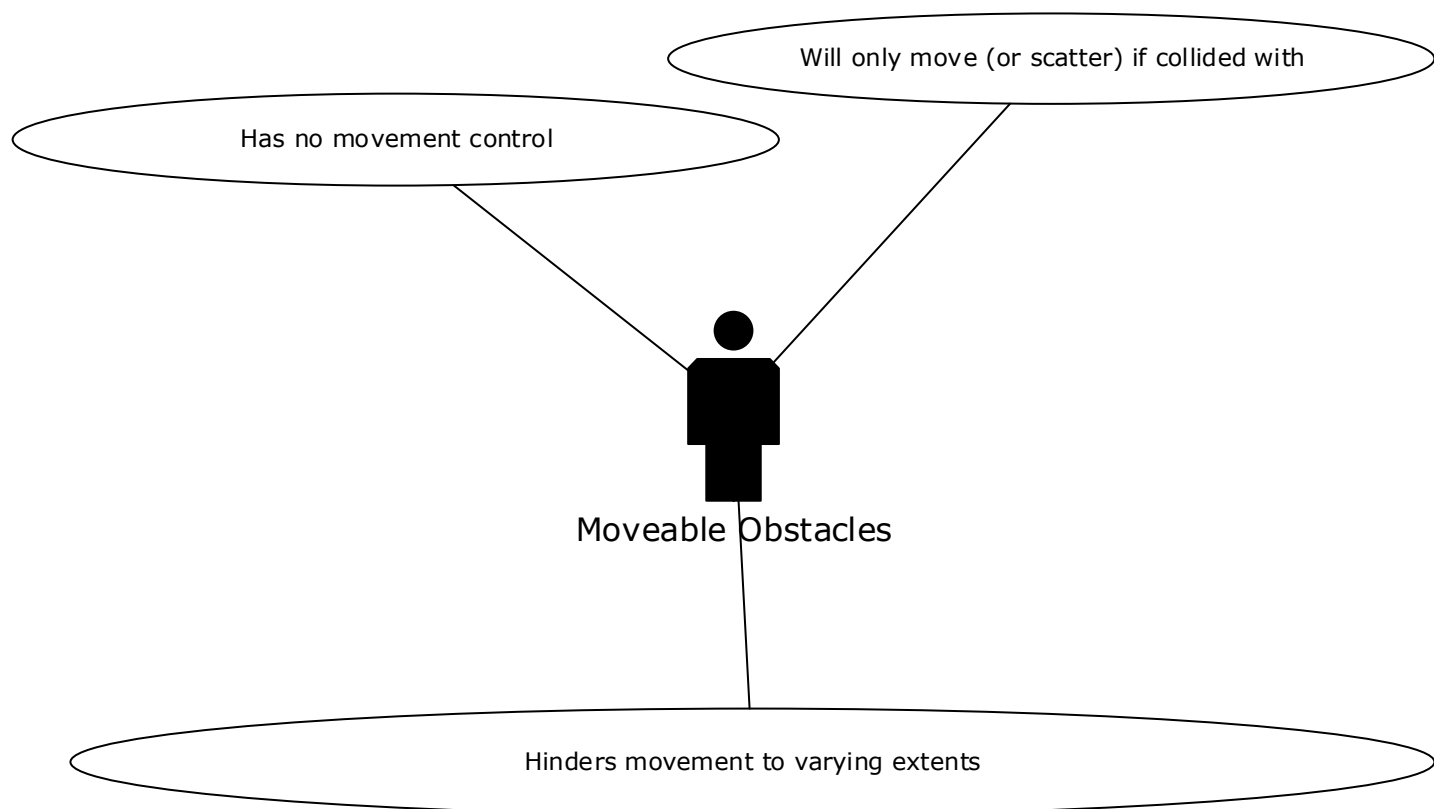 Will only move (or scatter) if collided with
Has no movement control
Moveable Obstacles
Hinders movement to varying extents